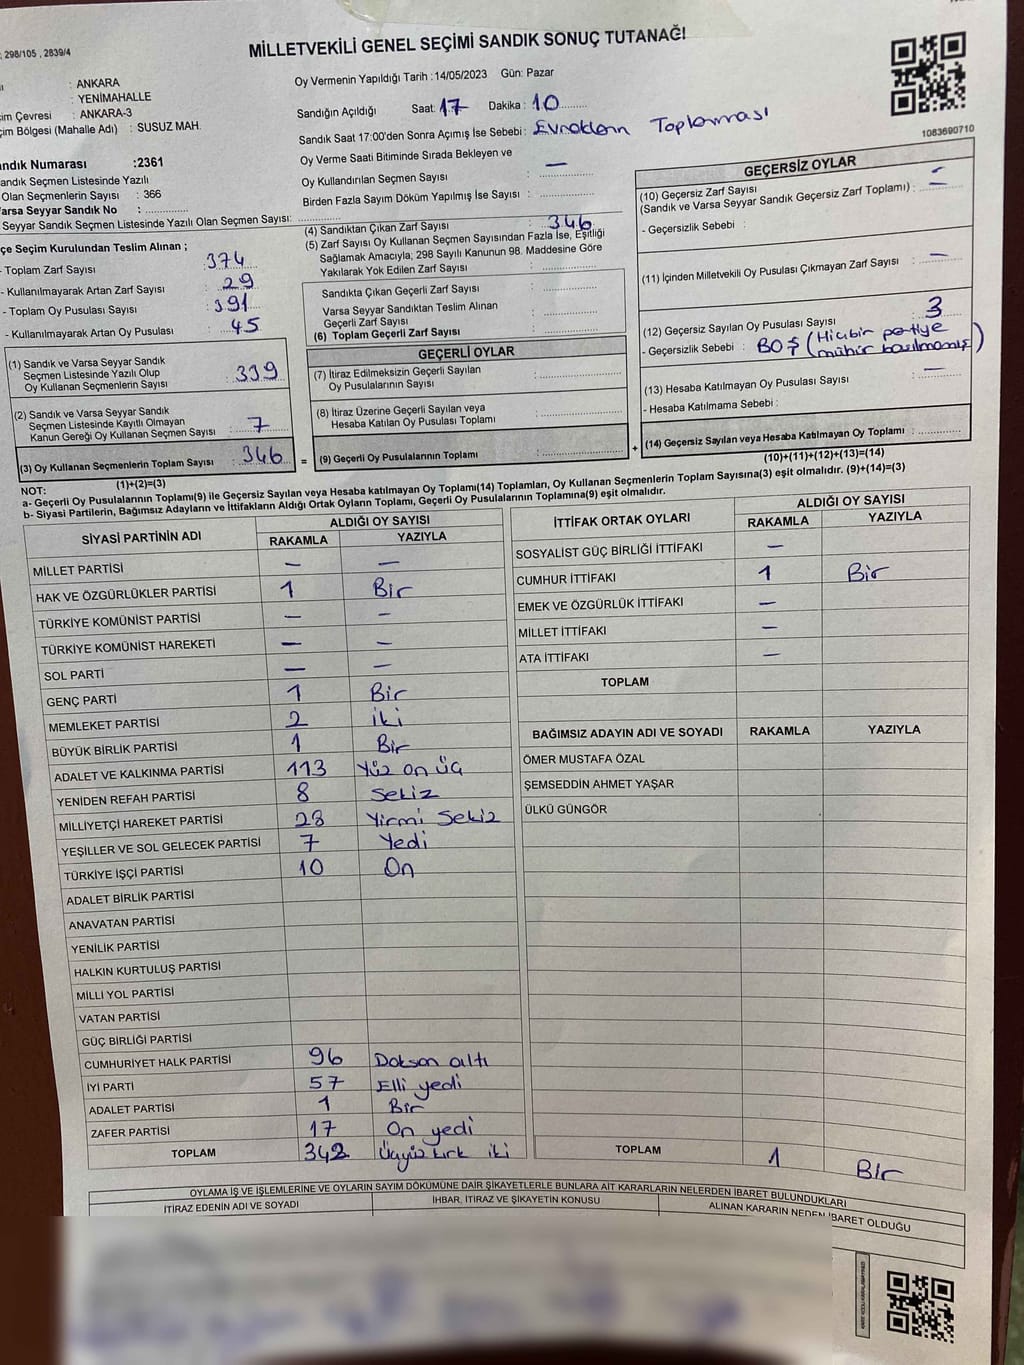 298/105 , 2839/4
MİLLETVEKİLİ GENEL SEÇİMİ SANDIK SONUÇ TUTANAĞI
: ANKARA
: YENİMAHALLE
im Çevresi : ANKARA-3
im Bölgesi (Mahalle Adı) : SUSUZ MAH.
ndık Numarası :2361
andık Seçmen Listesinde Yazılı
Olan Seçmenlerin Sayısı : 366
Varsa Seyyar Sandık No :
Seyyar Sandık Seçmen Listesinde Yazılı Olan Seçmen Sayısı:
Oy Vermenin Yapıldığı Tarih :14/05/2023 Gün: Pazar
Sandığın Açıldığı Saat: 17 Dakika : 10
Sandık Saat 17:00'den Sonra Açımış İse Sebebi: Evrakların Toplanması
Oy Verme Saati Bitiminde Sırada Bekleyen ve
Oy Kullandırılan Seçmen Sayısı : —
Birden Fazla Sayım Döküm Yapılmış İse Sayısı :
1083690710
çe Seçim Kurulundan Teslim Alınan ;
- Toplam Zarf Sayısı : 374
- Kullanılmayarak Artan Zarf Sayısı : 29
- Toplam Oy Pusulası Sayısı : 391
- Kullanılmayarak Artan Oy Pusulası : 45
(1) Sandık ve Varsa Seyyar Sandık
Seçmen Listesinde Yazılı Olup
Oy Kullanan Seçmenlerin Sayısı : 339
(2) Sandık ve Varsa Seyyar Sandık
Seçmen Listesinde Kayıtlı Olmayan
Kanun Gereği Oy Kullanan Seçmen Sayısı : 7
(3) Oy Kullanan Seçmenlerin Toplam Sayısı : 346
(1)+(2)=(3)
(4) Sandıktan Çıkan Zarf Sayısı : 346
(5) Zarf Sayısı Oy Kullanan Seçmen Sayısından Fazla İse, Eşitliği
Sağlamak Amacıyla; 298 Sayılı Kanunun 98. Maddesine Göre
Yakılarak Yok Edilen Zarf Sayısı :
Sandıkta Çıkan Geçerli Zarf Sayısı :
Varsa Seyyar Sandıktan Teslim Alınan
Geçerli Zarf Sayısı :
(6) Toplam Geçerli Zarf Sayısı :
GEÇERLİ OYLAR
(7) İtiraz Edilmeksizin Geçerli Sayılan
Oy Pusulalarının Sayısı :
(8) İtiraz Üzerine Geçerli Sayılan veya
Hesaba Katılan Oy Pusulası Toplamı :
= (9) Geçerli Oy Pusulalarının Toplamı :
GEÇERSİZ OYLAR
(10) Geçersiz Zarf Sayısı
(Sandık ve Varsa Seyyar Sandık Geçersiz Zarf Toplamı) : —
- Geçersizlik Sebebi :
(11) İçinden Milletvekili Oy Pusulası Çıkmayan Zarf Sayısı : —
(12) Geçersiz Sayılan Oy Pusulası Sayısı : 3
- Geçersizlik Sebebi : BOŞ (Hiçbir partiye
mühür basılmamış)
(13) Hesaba Katılmayan Oy Pusulası Sayısı : —
- Hesaba Katılmama Sebebi :
+ (14) Geçersiz Sayılan veya Hesaba Katılmayan Oy Toplamı :
(10)+(11)+(12)+(13)=(14)
NOT:
a- Geçerli Oy Pusulalarının Toplamı(9) ile Geçersiz Sayılan veya Hesaba katılmayan Oy Toplamı(14) Toplamları, Oy Kullanan Seçmenlerin Toplam Sayısına(3) eşit olmalıdır. (9)+(14)=(3)
b- Siyasi Partilerin, Bağımsız Adayların ve İttifakların Aldığı Ortak Oyların Toplamı, Geçerli Oy Pusulalarının Toplamına(9) eşit olmalıdır.
SİYASİ PARTİNİN ADI ALDIĞI OY SAYISI
RAKAMLA YAZIYLA
MİLLET PARTİSİ — —
HAK VE ÖZGÜRLÜKLER PARTİSİ 1 Bir
TÜRKİYE KOMÜNİST PARTİSİ — —
TÜRKİYE KOMÜNİST HAREKETİ — —
SOL PARTİ — —
GENÇ PARTİ 1 Bir
MEMLEKET PARTİSİ 2 İki
BÜYÜK BİRLİK PARTİSİ 1 Bir
ADALET VE KALKINMA PARTİSİ 113 Yüz on üç
YENİDEN REFAH PARTİSİ 8 Sekiz
MİLLİYETÇİ HAREKET PARTİSİ 28 Yirmi Sekiz
YEŞİLLER VE SOL GELECEK PARTİSİ 7 Yedi
TÜRKİYE İŞÇİ PARTİSİ 10 On
ADALET BİRLİK PARTİSİ
ANAVATAN PARTİSİ
YENİLİK PARTİSİ
HALKIN KURTULUŞ PARTİSİ
MİLLİ YOL PARTİSİ
VATAN PARTİSİ
GÜÇ BİRLİĞİ PARTİSİ
CUMHURİYET HALK PARTİSİ 96 Doksan altı
İYİ PARTİ 57 Elli yedi
ADALET PARTİSİ 1 Bir
ZAFER PARTİSİ 17 On yedi
TOPLAM 342 Üçyüz kırk iki
İTTİFAK ORTAK OYLARI ALDIĞI OY SAYISI
RAKAMLA YAZIYLA
SOSYALİST GÜÇ BİRLİĞİ İTTİFAKI —
CUMHUR İTTİFAKI 1 Bir
EMEK VE ÖZGÜRLÜK İTTİFAKI —
MİLLET İTTİFAKI —
ATA İTTİFAKI —
TOPLAM
BAĞIMSIZ ADAYIN ADI VE SOYADI RAKAMLA YAZIYLA
ÖMER MUSTAFA ÖZAL
ŞEMSEDDİN AHMET YAŞAR
ÜLKÜ GÜNGÖR
TOPLAM 1 Bir
OYLAMA İŞ VE İŞLEMLERİNE VE OYLARIN SAYIM DÖKÜMÜNE DAİR ŞİKAYETLERLE BUNLARA AİT KARARLARIN NELERDEN İBARET BULUNDUKLARI
İTİRAZ EDENİN ADI VE SOYADI İHBAR, İTİRAZ VE ŞİKAYETİN KONUSU ALINAN KARARIN NEDEN İBARET OLDUĞU